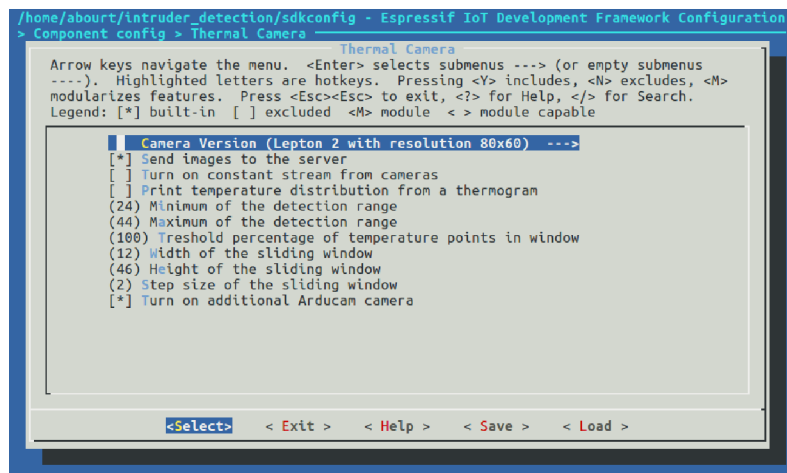 /home/abourt/intruder_detection/sdkconfig - Espressif IoT Development Framework Configuration
> Component config > Thermal Camera
Thermal Camera
Arrow keys navigate the menu. <Enter> selects submenus ---> (or empty submenus
----). Highlighted letters are hotkeys. Pressing <Y> includes, <N> excludes, <M>
modularizes features. Press <Esc><Esc> to exit, <?> for Help, </> for Search.
Legend: [*] built-in [ ] excluded <M> module < > module capable
Camera Version (Lepton 2 with resolution 80x60) --->
[*] Send images to the server
[ ] Turn on constant stream from cameras
[ ] Print temperature distribution from a thermogram
(24) Minimum of the detection range
(44) Maximum of the detection range
(100) Treshold percentage of temperature points in window
(12) Width of the sliding window
(46) Height of the sliding window
(2) Step size of the sliding window
[*] Turn on additional Arducam camera
<Select> < Exit > < Help > < Save > < Load >